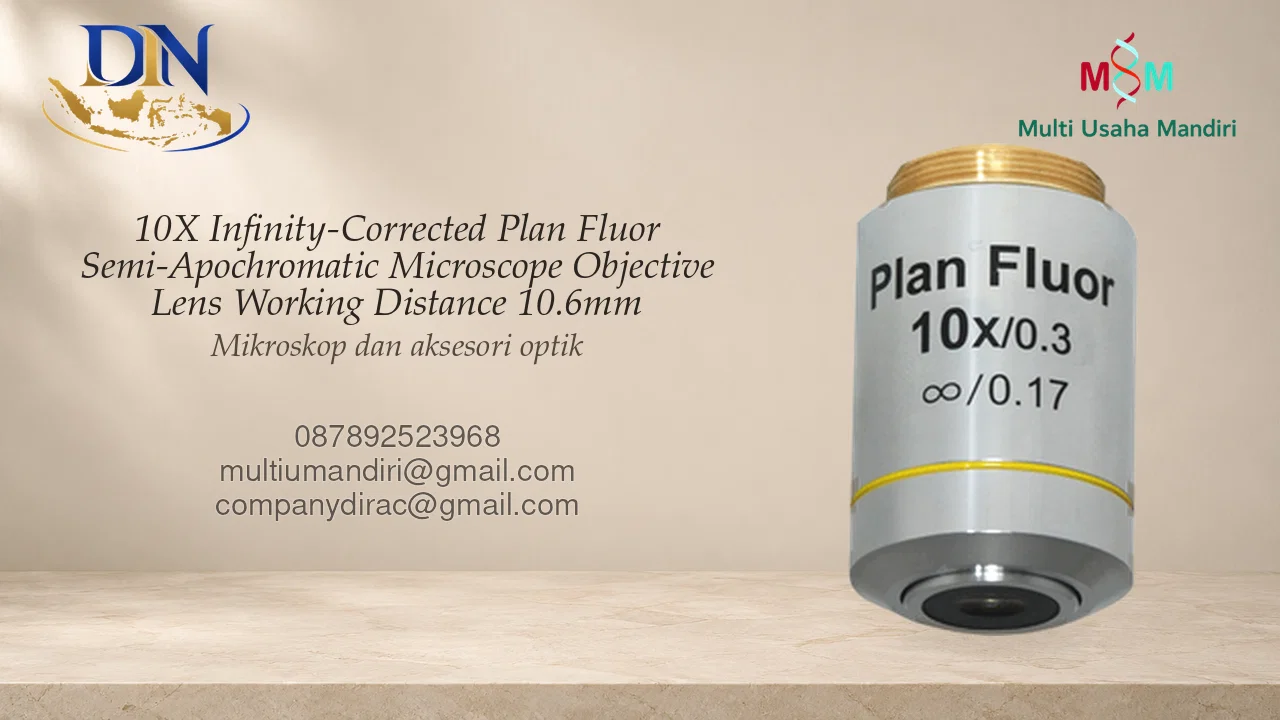 DN
M M
Multi Usaha Mandiri
10X Infinity-Corrected Plan Fluor
Semi-Apochromatic Microscope Objective
Lens Working Distance 10.6mm
Mikroskop dan aksesori optik
087892523968
multiumandiri@gmail.com
companydirac@gmail.com
Plan Fluor
10x/0.3
∞/0.17